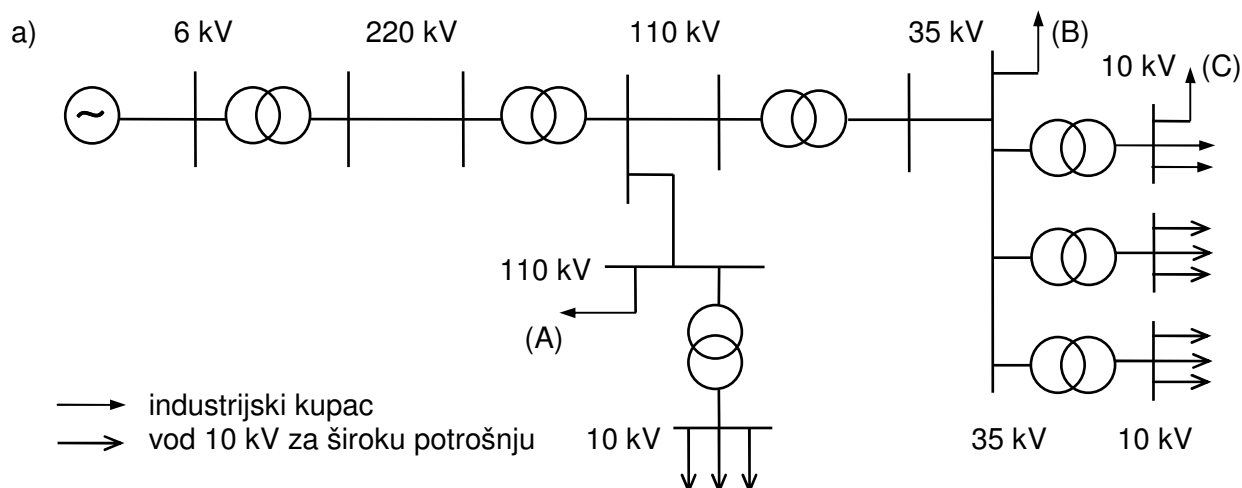 a)
6 kV
220 kV
110 kV
35 kV
(B)
10 kV
(C)
~
110 kV
(A)
industrijski kupac
vod 10 kV za široku potrošnju
10 kV
35 kV
10 kV